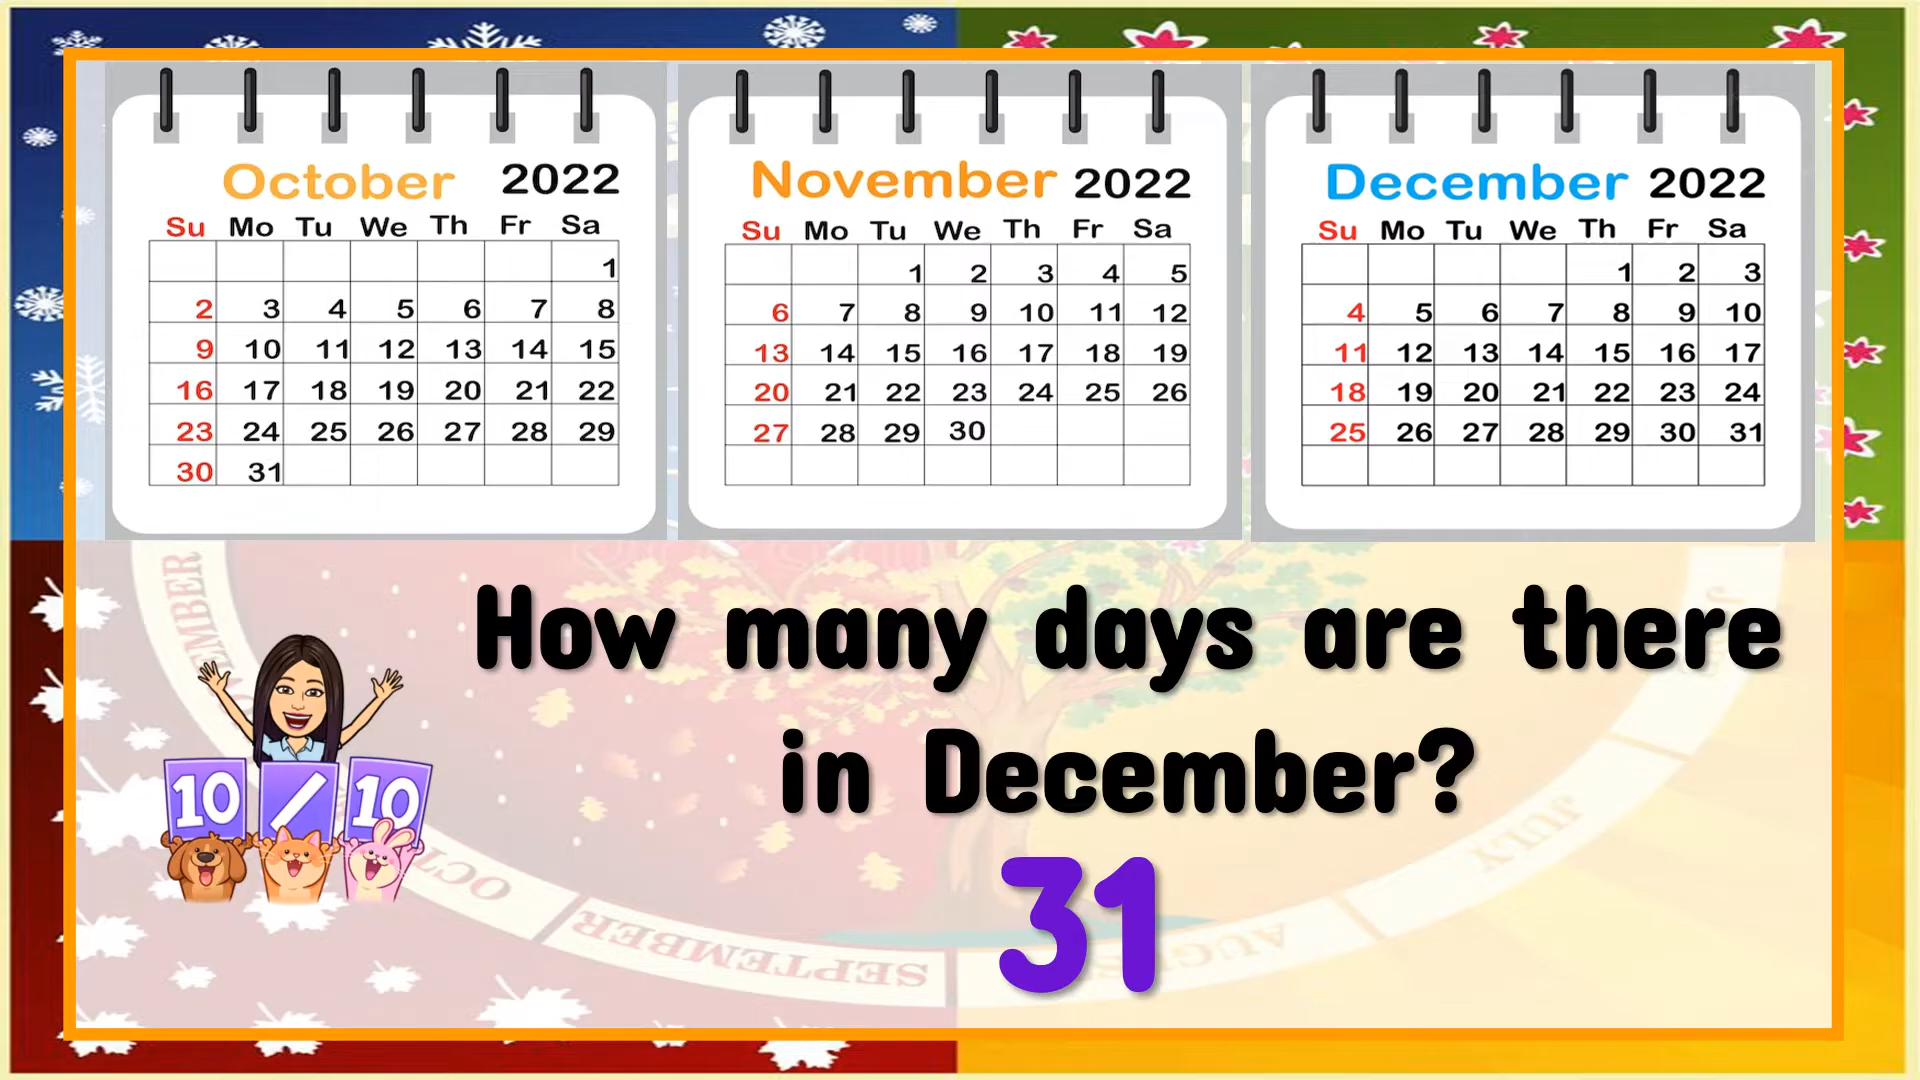 October 2022
Su Mo Tu We Th Fr Sa
1
2 3 4 5 6 7 8
9 10 11 12 13 14 15
16 17 18 19 20 21 22
23 24 25 26 27 28 29
30 31
November 2022
Su Mo Tu We Th Fr Sa
1 2 3 4 5
6 7 8 9 10 11 12
13 14 15 16 17 18 19
20 21 22 23 24 25 26
27 28 29 30
December 2022
Su Mo Tu We Th Fr Sa
1 2 3
4 5 6 7 8 9 10
11 12 13 14 15 16 17
18 19 20 21 22 23 24
25 26 27 28 29 30 31
How many days are there
in December?
31
10 / 10
OCT
SEPTEMBER
JULY